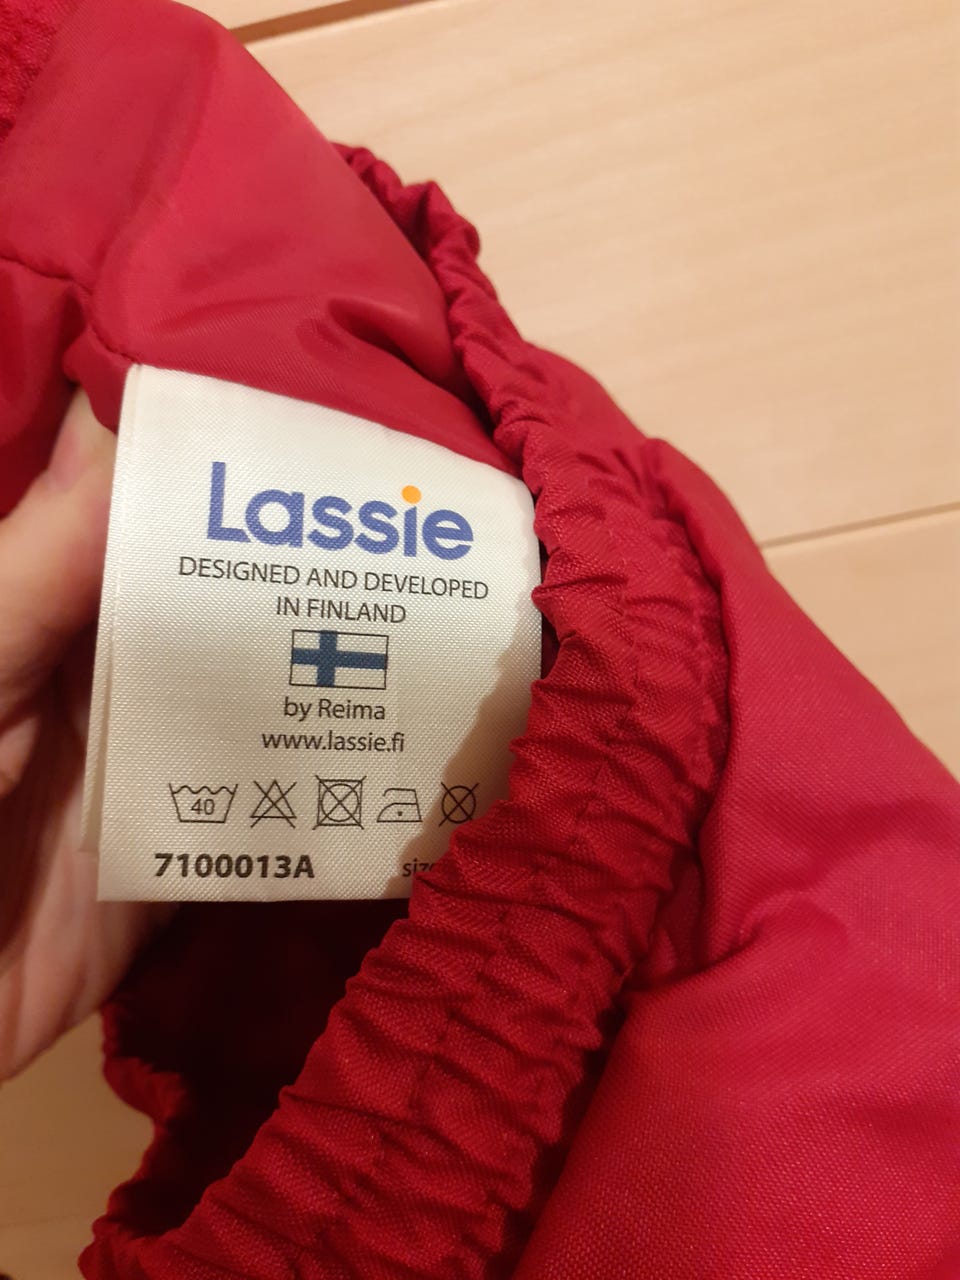 Lassie
DESIGNED AND DEVELOPED
IN FINLAND
by Reima
www.lassie.fi
40
7100013A